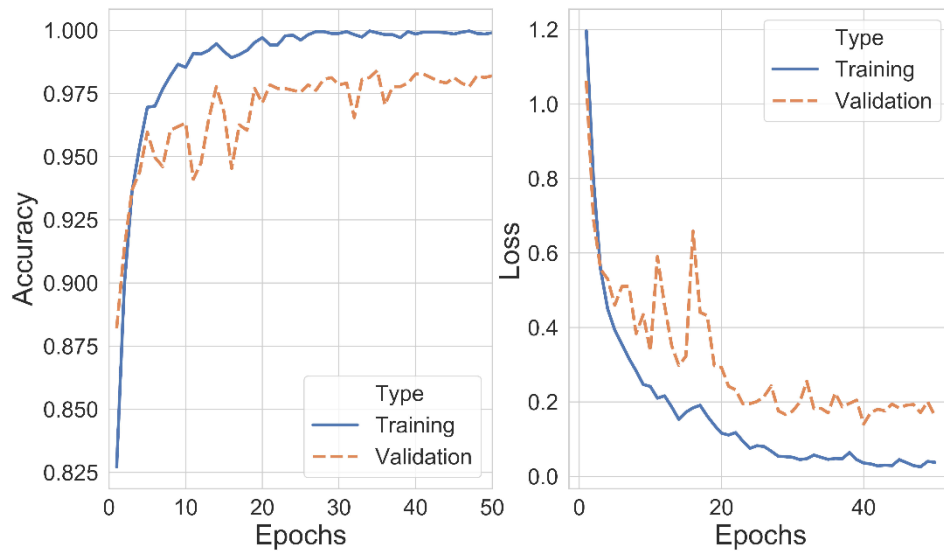 Accuracy
1.000
0.975
0.950
0.925
0.900
0.875
0.850
0.825
0
10
20
30
40
50
Epochs
Type
Training
Validation
Loss
1.2
1.0
0.8
0.6
0.4
0.2
0.0
0
20
40
Epochs
Type
Training
Validation